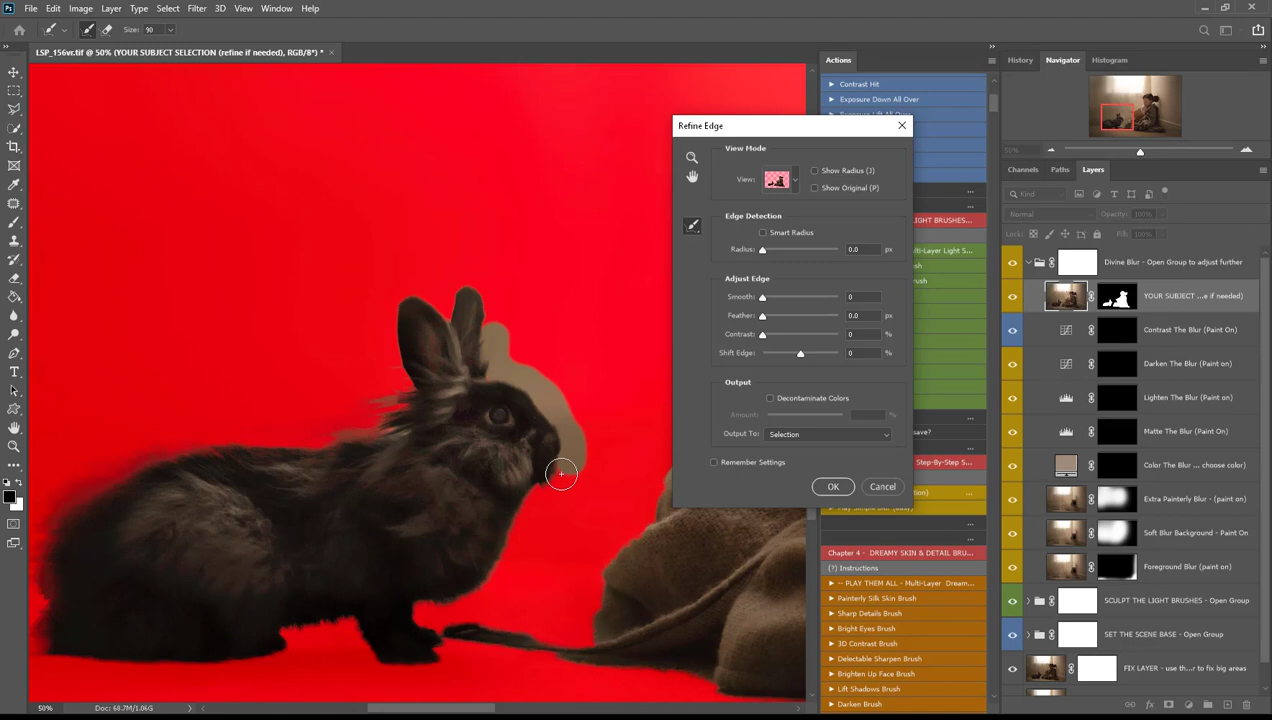 Ps File Edit Image Layer Type Select Filter 3D View Window Help
Size: 90
LSP_156vr.tif @ 50% (YOUR SUBJECT SELECTION (refine if needed), RGB/8*) *
Actions
Contrast Hit
Exposure Down All Over
LIGHT BRUSHES...
ulti-Layer Light S...
save?
Step-By-Step S...
Play Simple Blur (Easy)
Chapter 4 - DREAMY SKIN & DETAIL BRU...
(?) Instructions
-- PLAY THEM ALL - Multi-Layer Dream...
Painterly Silk Skin Brush
Sharp Details Brush
Bright Eyes Brush
3D Contrast Brush
Delectable Sharpen Brush
Brighten Up Face Brush
Lift Shadows Brush
Darken Brush
Refine Edge
View Mode
View:
Show Radius (J)
Show Original (P)
Edge Detection
Smart Radius
Radius: 0.0 px
Adjust Edge
Smooth: 0
Feather: 0.0 px
Contrast: 0 %
Shift Edge: 0 %
Output
Decontaminate Colors
Amount: %
Output To: Selection
Remember Settings
OK Cancel
History Navigator Histogram
50%
Channels Paths Layers
Kind
Normal Opacity: 100%
Lock: Fill: 100%
Divine Blur - Open Group to adjust further
YOUR SUBJECT ...e if needed)
Contrast The Blur (Paint On)
Darken The Blur (Paint on)
Lighten The Blur (Paint on)
Matte The Blur (Paint On)
Color The Blur ... choose color)
Extra Painterly Blur - (paint on)
Soft Blur Background - Paint On
Foreground Blur (paint on)
SCULPT THE LIGHT BRUSHES - Open Group
SET THE SCENE BASE - Open Group
FIX LAYER - use th...r to fix big areas
50% Doc: 68.7M/1.06G